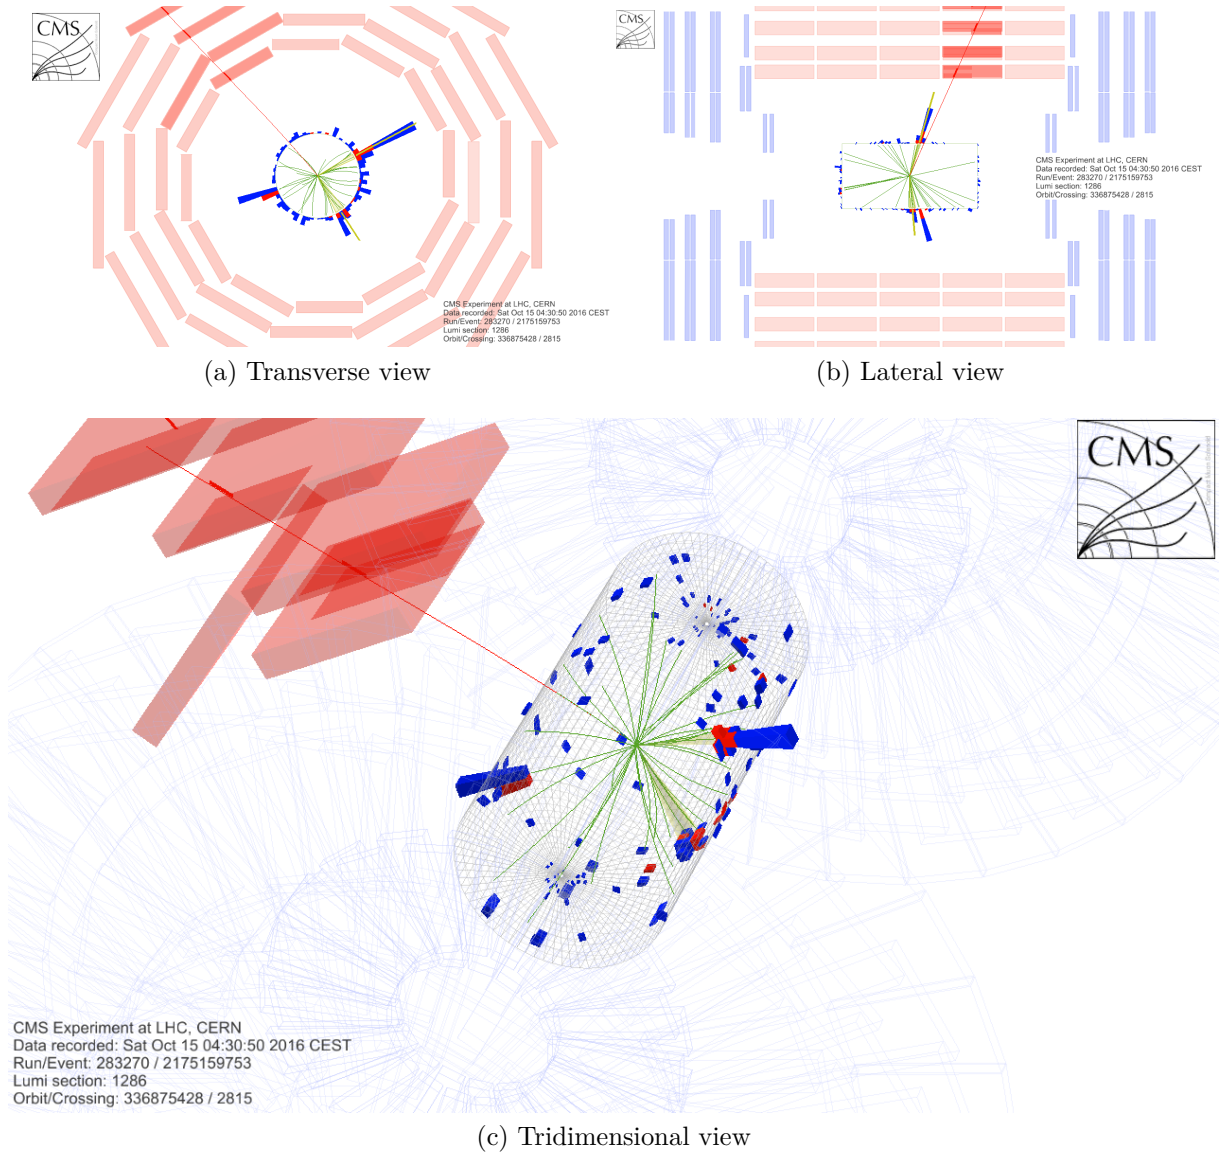 CMS
CMS
CMS Experiment at LHC, CERN
Data recorded: Sat Oct 15 04:30:50 2016 CEST
Run/Event: 283270 / 2175159753
Lumi section: 1286
Orbit/Crossing: 336875428 / 2815
CMS Experiment at LHC, CERN
Data recorded: Sat Oct 15 04:30:50 2016 CEST
Run/Event: 283270 / 2175159753
Lumi section: 1286
Orbit/Crossing: 336875428 / 2815
(a) Transverse view
(b) Lateral view
CMS
Compact Muon Solenoid
CMS Experiment at LHC, CERN
Data recorded: Sat Oct 15 04:30:50 2016 CEST
Run/Event: 283270 / 2175159753
Lumi section: 1286
Orbit/Crossing: 336875428 / 2815
(c) Tridimensional view